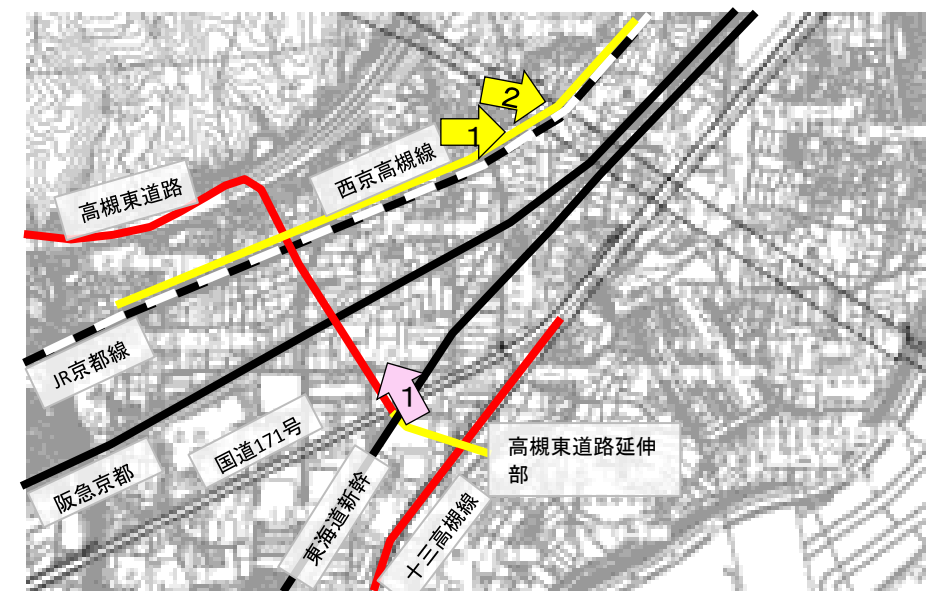 2
1
西京高槻線
高槻東道路
JR京都線
1
国道171号
高槻東道路延伸
部
阪急京都
東海道新幹
十三高槻線